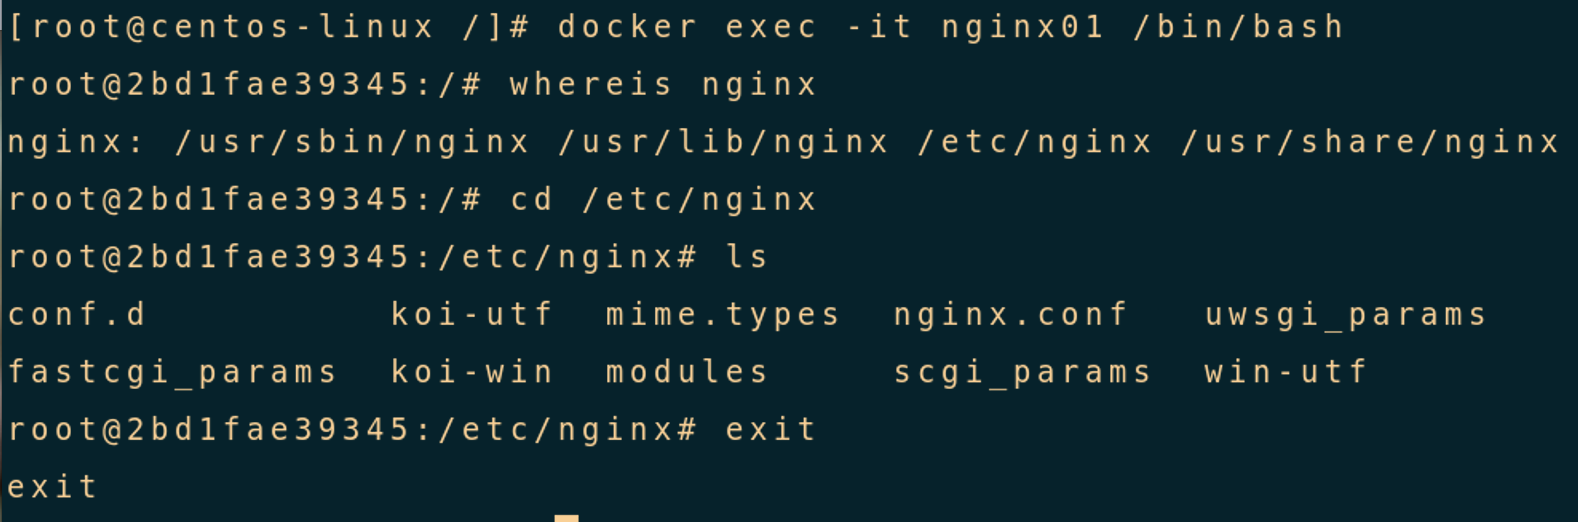 [root@centos-linux /]# docker exec -it nginx01 /bin/bash
root@2bd1fae39345:/# whereis nginx
nginx: /usr/sbin/nginx /usr/lib/nginx /etc/nginx /usr/share/nginx
root@2bd1fae39345:/# cd /etc/nginx
root@2bd1fae39345:/etc/nginx# ls
conf.d          koi-utf  mime.types  nginx.conf   uwsgi_params
fastcgi_params  koi-win  modules     scgi_params  win-utf
root@2bd1fae39345:/etc/nginx# exit
exit